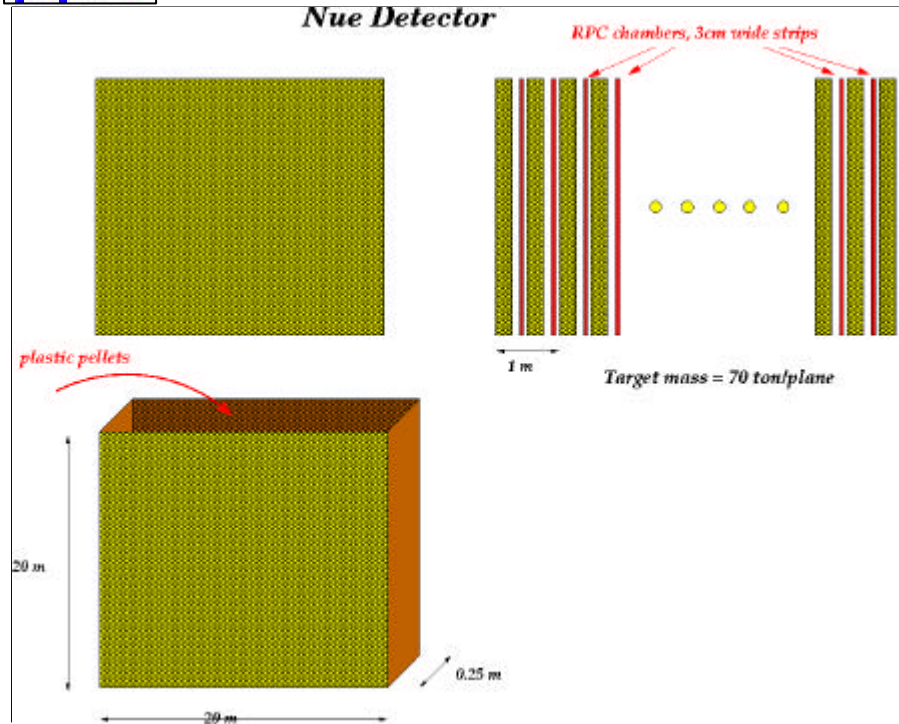 Nue Detector
RPC chambers, 3cm wide strips
1 m
Target mass = 70 ton/plane
plastic pellets
20 m
0.25 m
20 m